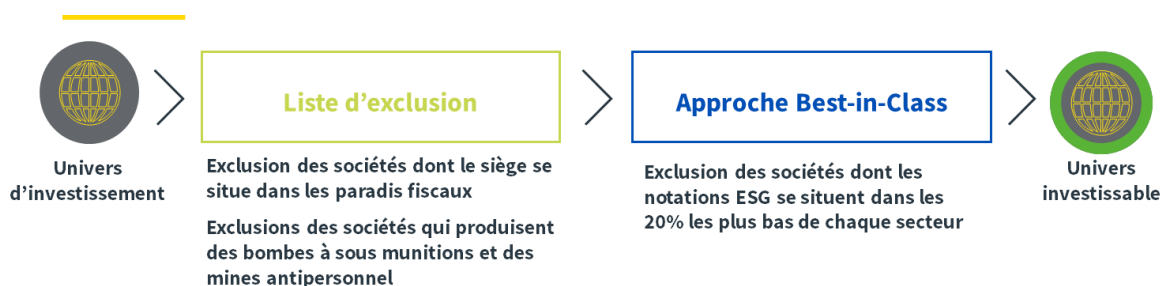 Univers
d'investissement
Liste d'exclusion
Exclusion des sociétés dont le siège se
situe dans les paradis fiscaux
Exclusions des sociétés qui produisent
des bombes à sous munitions et des
mines antipersonnel
Approche Best-in-Class
Exclusion des sociétés dont les
notations ESG se situent dans les
20% les plus bas de chaque secteur
Univers
investissable